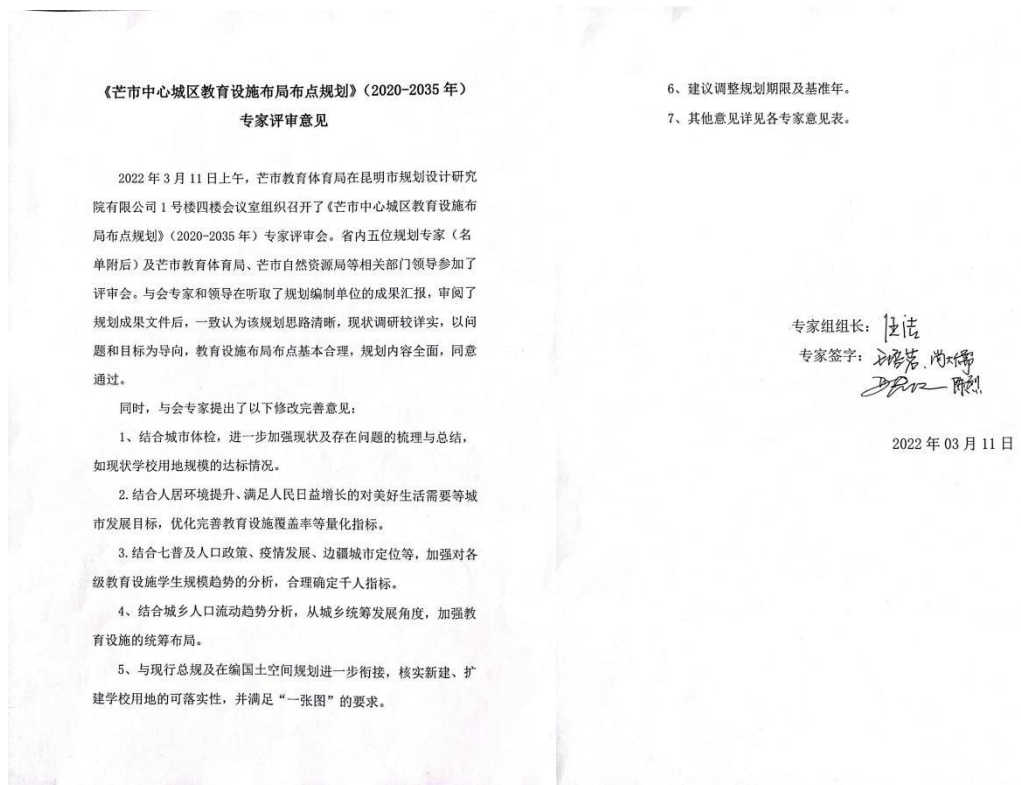 《芒市中心城区教育设施布局布点规划》（2020-2035 年）
专家评审意见
2022 年 3 月 11 日上午，芒市教育体育局在昆明市规划设计研究
院有限公司 1 号楼四楼会议室组织召开了《芒市中心城区教育设施布
局布点规划》（2020-2035 年）专家评审会。省内五位规划专家（名
单附后）及芒市教育体育局、芒市自然资源局等相关部门领导参加了
评审会。与会专家和领导在听取了规划编制单位的成果汇报，审阅了
规划成果文件后，一致认为该规划思路清晰，现状调研较详实，以问
题和目标为导向，教育设施布局布点基本合理，规划内容全面，同意
通过。
同时，与会专家提出了以下修改完善意见：
1、结合城市体检，进一步加强现状及存在问题的梳理与总结，
如现状学校用地规模的达标情况。
2.结合人居环境提升、满足人民日益增长的对美好生活需要等城
市发展目标，优化完善教育设施覆盖率等量化指标。
3.结合七普及人口政策、疫情发展、边疆城市定位等，加强对各
级教育设施学生规模趋势的分析，合理确定千人指标。
4、结合城乡人口流动趋势分析，从城乡统筹发展角度，加强教
育设施的统筹布局。
5、与现行总规及在编国土空间规划进一步衔接，核实新建、扩
建学校用地的可落实性，并满足“一张图”的要求。
6、建议调整规划期限及基准年。
7、其他意见详见各专家意见表。
专家组组长：
专家签字：
陈烈
2022 年 03 月 11 日